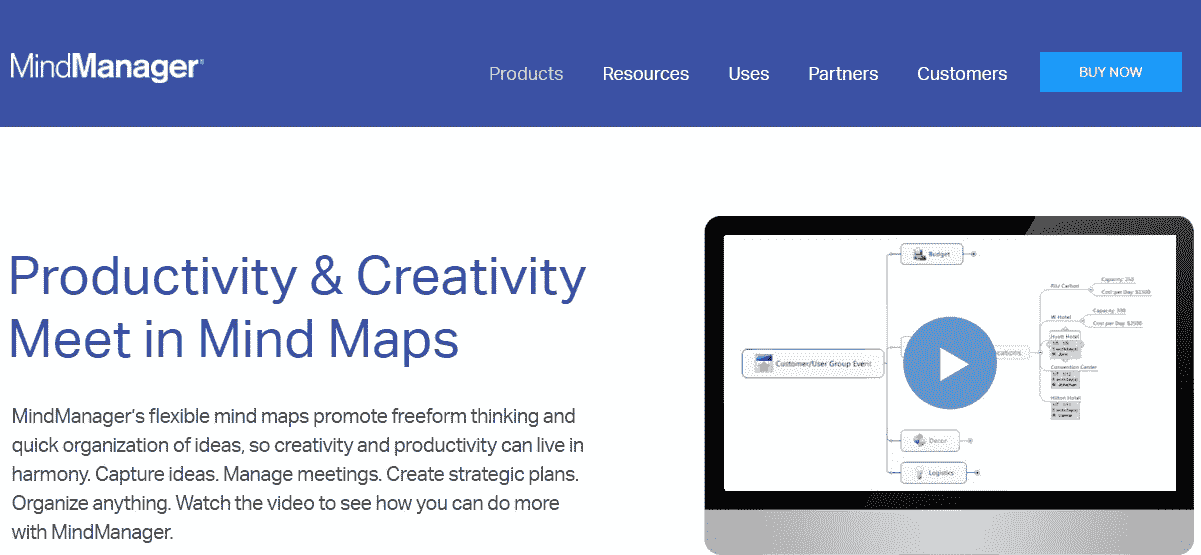 MindManager®
Products
Resources
Uses
Partners
Customers
BUY NOW
Productivity & Creativity
Meet in Mind Maps
MindManager's flexible mind maps promote freeform thinking and
quick organization of ideas, so creativity and productivity can live in
harmony. Capture ideas. Manage meetings. Create strategic plans.
Organize anything. Watch the video to see how you can do more
with MindManager.
Budget
Customer/User Group Event
Decor
Logistics
Ritz Carlton
Capacity: 250
Cost per Day: $2500
W Hotel
Capacity: 300
Cost per Day: $2500
Hyatt Hotel
Convention Center
Hilton Hotel